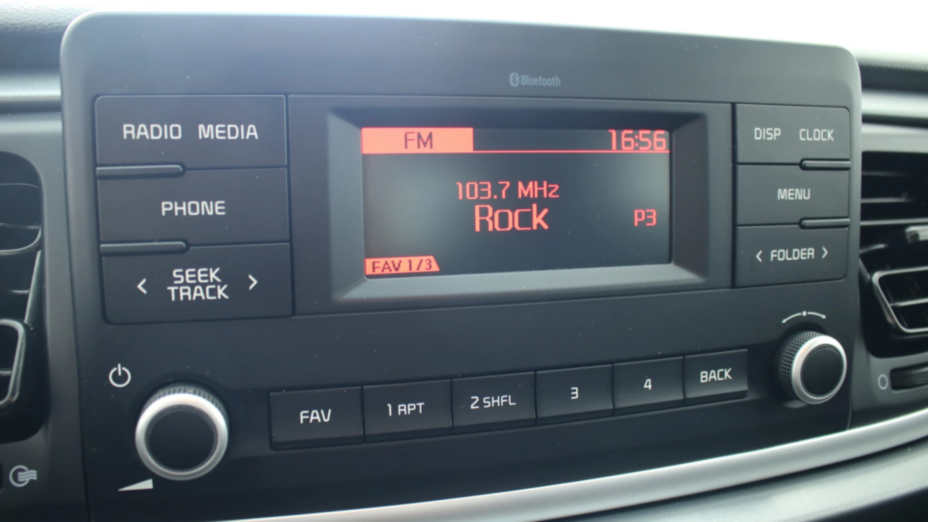 Bluetooth
RADIO MEDIA
PHONE
< SEEK TRACK >
FM 16:56
103.7 MHz
Rock P3
FAV 1/3
DISP CLOCK
MENU
< FOLDER >
FAV
1 RPT
2 SHFL
3
4
BACK